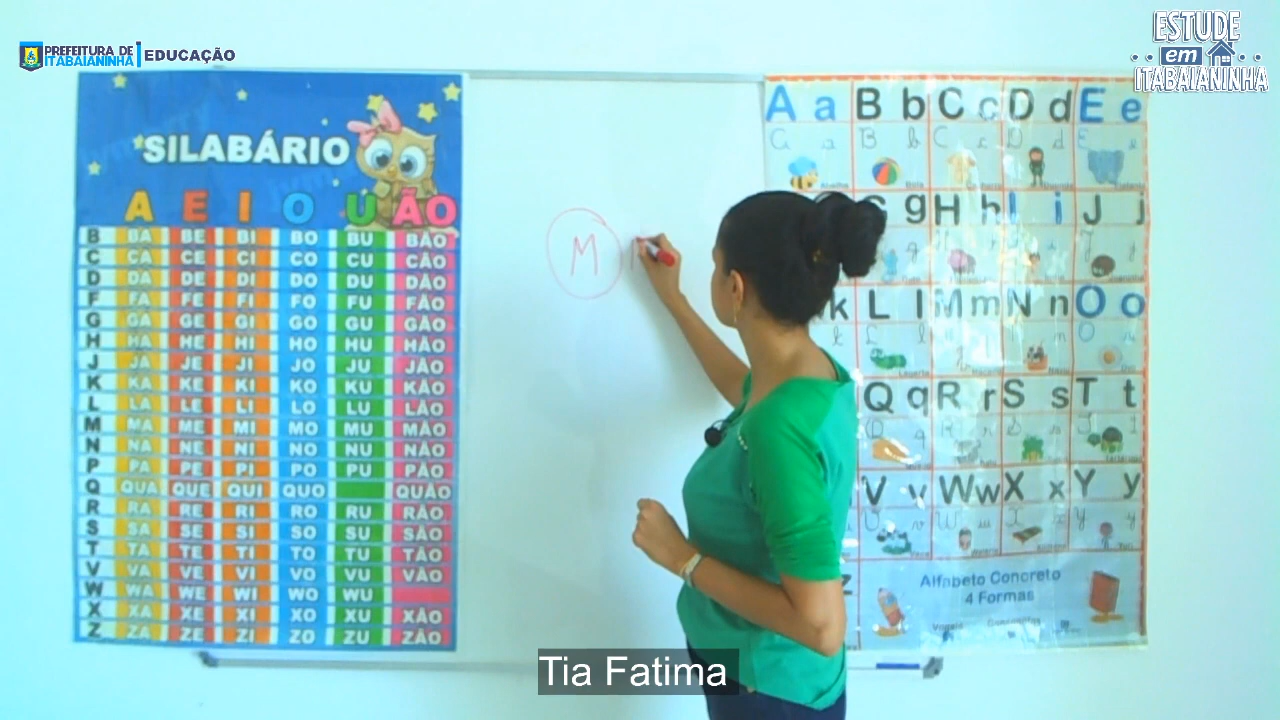 PREFEITURA DE
ITABAIANINHA
EDUCAÇÃO
ESTUDE
em
ITABAIANINHA
SILABÁRIO
A E I O U ÃO
B BA BE BI BO BU BÃO
C CA CE CI CO CU CÃO
D DA DE DI DO DU DÃO
F FA FE FI FO FU FÃO
G GA GE GI GO GU GÃO
H HA HE HI HO HU HÃO
J JA JE JI JO JU JÃO
K KA KE KI KO KU KÃO
L LA LE LI LO LU LÃO
M MA ME MI MO MU MÃO
N NA NE NI NO NU NÃO
P PA PE PI PO PU PÃO
Q QUA QUE QUI QUO QUÃO
R RA RE RI RO RU RÃO
S SA SE SI SO SU SÃO
T TA TE TI TO TU TÃO
V VA VE VI VO VU VÃO
W WA WE WI WO WU
X XA XE XI XO XU XÃO
Z ZA ZE ZI ZO ZU ZÃO
M
A a B b C c D d E e
g H h I i J j
k L l M m N n O o
Q q R r S s T t
V v W w X x Y y
Alfabeto Concreto
4 Formas
Vogais Consoantes
Tia Fatima